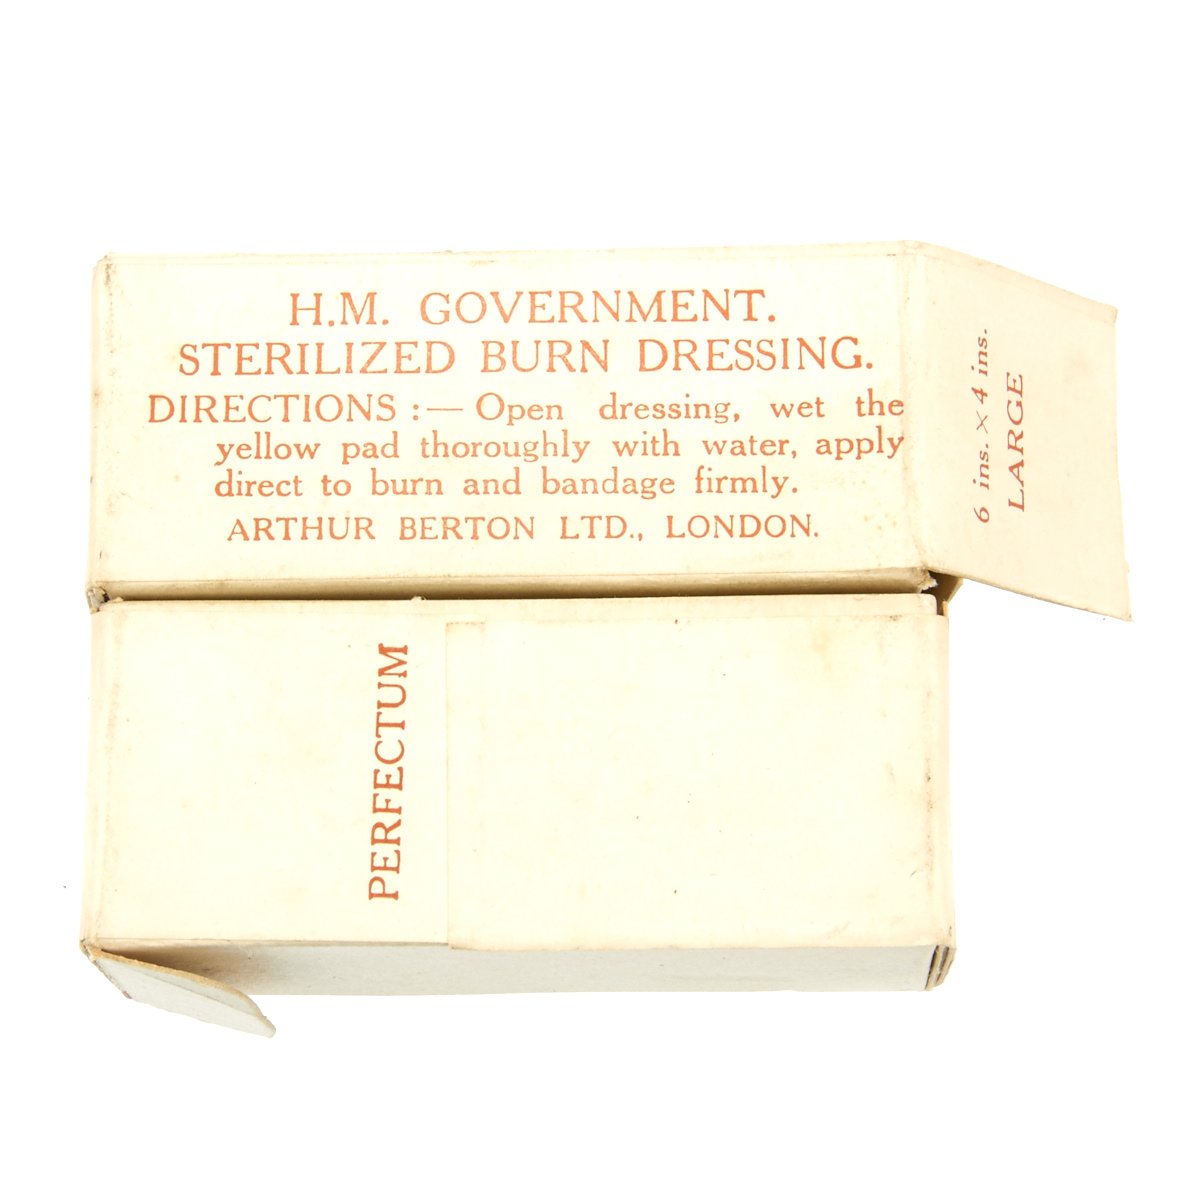 H.M. GOVERNMENT.
STERILIZED BURN DRESSING.
DIRECTIONS :— Open dressing, wet the
yellow pad thoroughly with water, apply
direct to burn and bandage firmly.
ARTHUR BERTON LTD., LONDON.
6 ins. × 4 ins.
LARGE
PERFECTUM